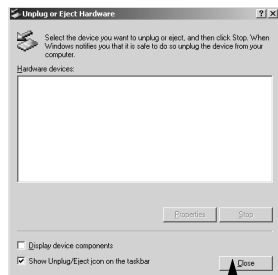 Unplug or Eject Hardware
Select the device you want to unplug or eject, and then click Stop. When
Windows notifies you that it is safe to do so unplug the device from your
computer.
Hardware devices:
Properties
Stop
Display device components
Show Unplug/Eject icon on the taskbar
Close